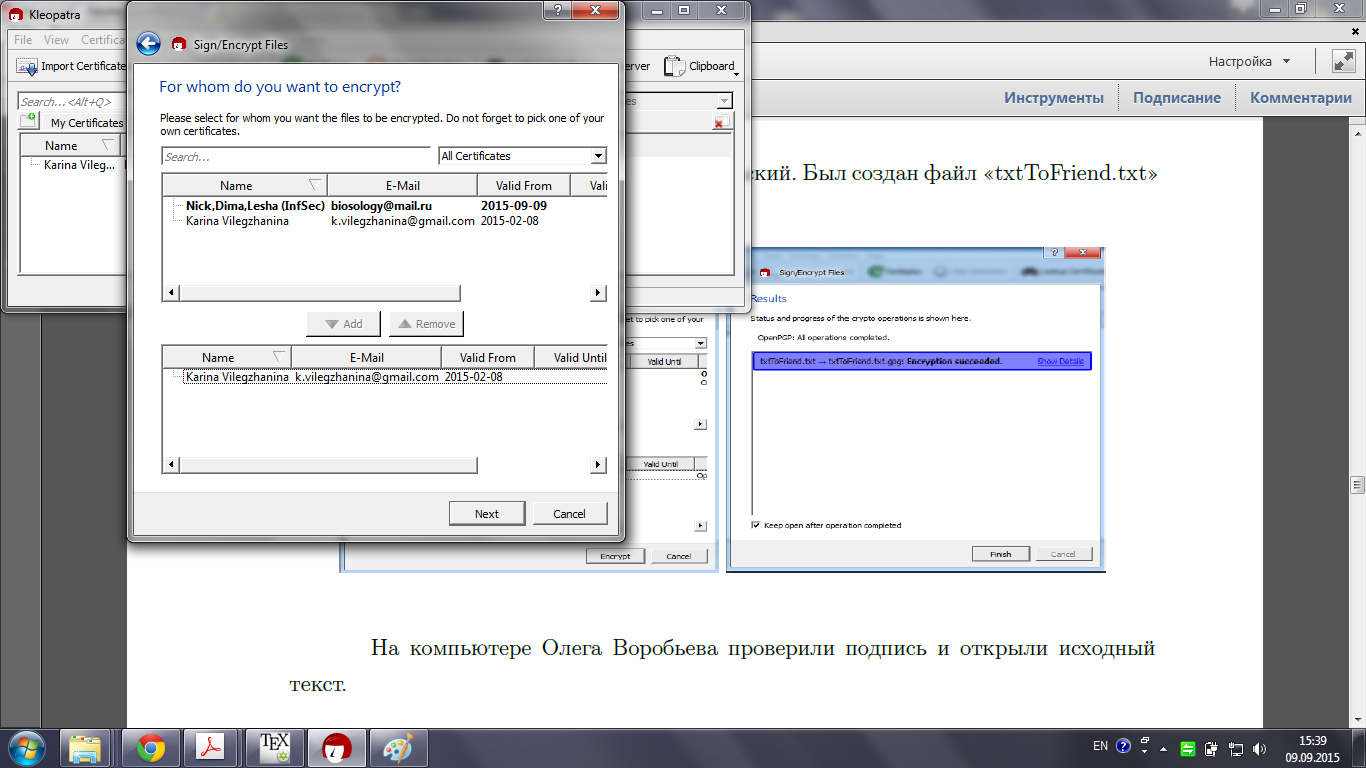 Kleopatra
File View Certifica
Import Certificate
Search...<Alt+Q>
My Certificates
Name
Karina Vileg...
erver
Clipboard
Sign/Encrypt Files
For whom do you want to encrypt?
Please select for whom you want the files to be encrypted. Do not forget to pick one of your
own certificates.
Search...
All Certificates
Name E-Mail Valid From Vali
Nick,Dima,Lesha (InfSec) biosology@mail.ru 2015-09-09
Karina Vilegzhanina k.vilegzhanina@gmail.com 2015-02-08
Add Remove
Name E-Mail Valid From Valid Until
Karina Vilegzhanina k.vilegzhanina@gmail.com 2015-02-08
Next Cancel
Настройка
Инструменты Подписание Комментарии
ский. Был создан файл «txtToFriend.txt»
et to pick one of your
es
Valid Until
O
O
Valid Until
Op
Encrypt Cancel
Sign/Encrypt Files
Results
Status and progress of the crypto operations is shown here.
OpenPGP: All operations completed.
txtToFriend.txt → txtToFriend.txt.gpg: Encryption succeeded. Show Details
Keep open after operation completed
Finish Cancel
На компьютере Олега Воробьева проверили подпись и открыли исходный
текст.
TEX
EN
15:39
09.09.2015